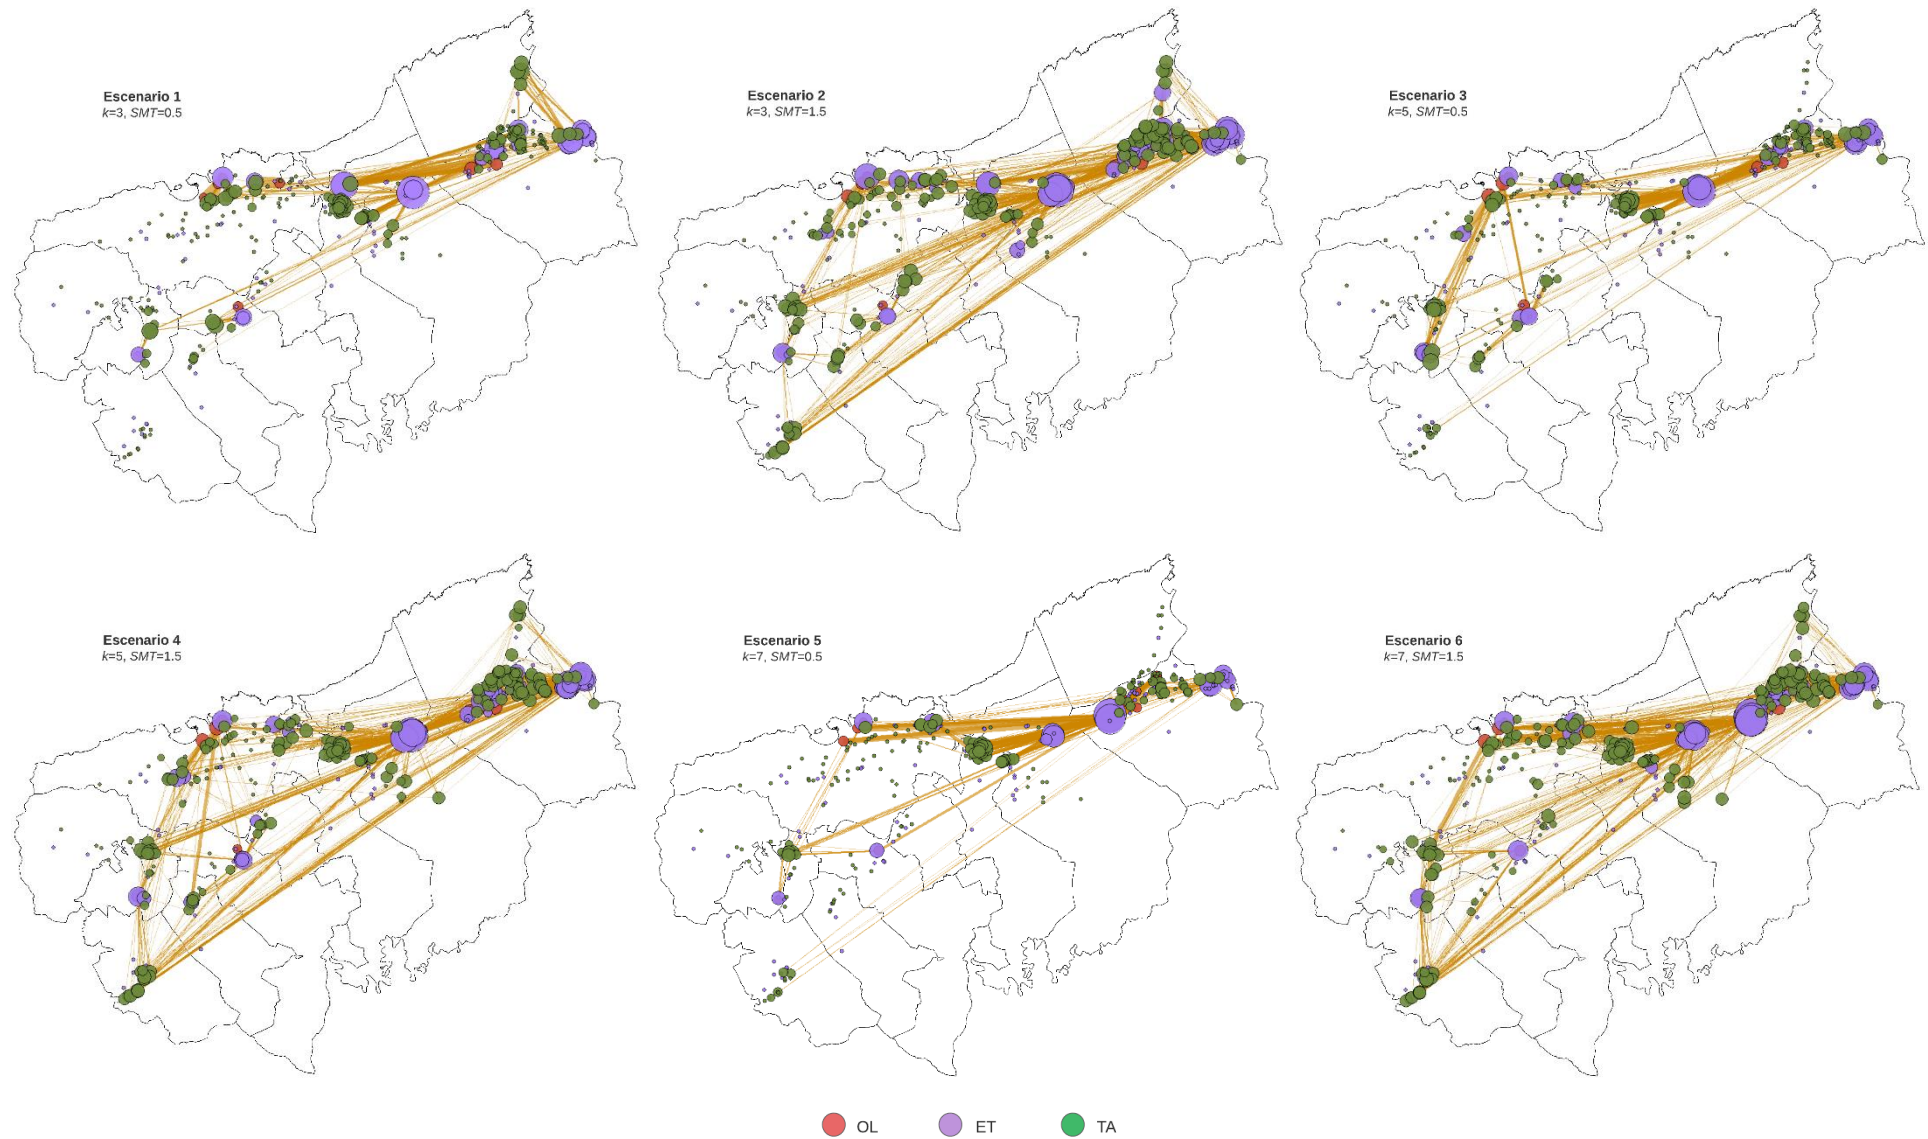 Escenario 1
k=3, SMT=0.5
Escenario 2
k=3, SMT=1.5
Escenario 3
k=5, SMT=0.5
Escenario 4
k=5, SMT=1.5
Escenario 5
k=7, SMT=0.5
Escenario 6
k=7, SMT=1.5
OL
ET
TA